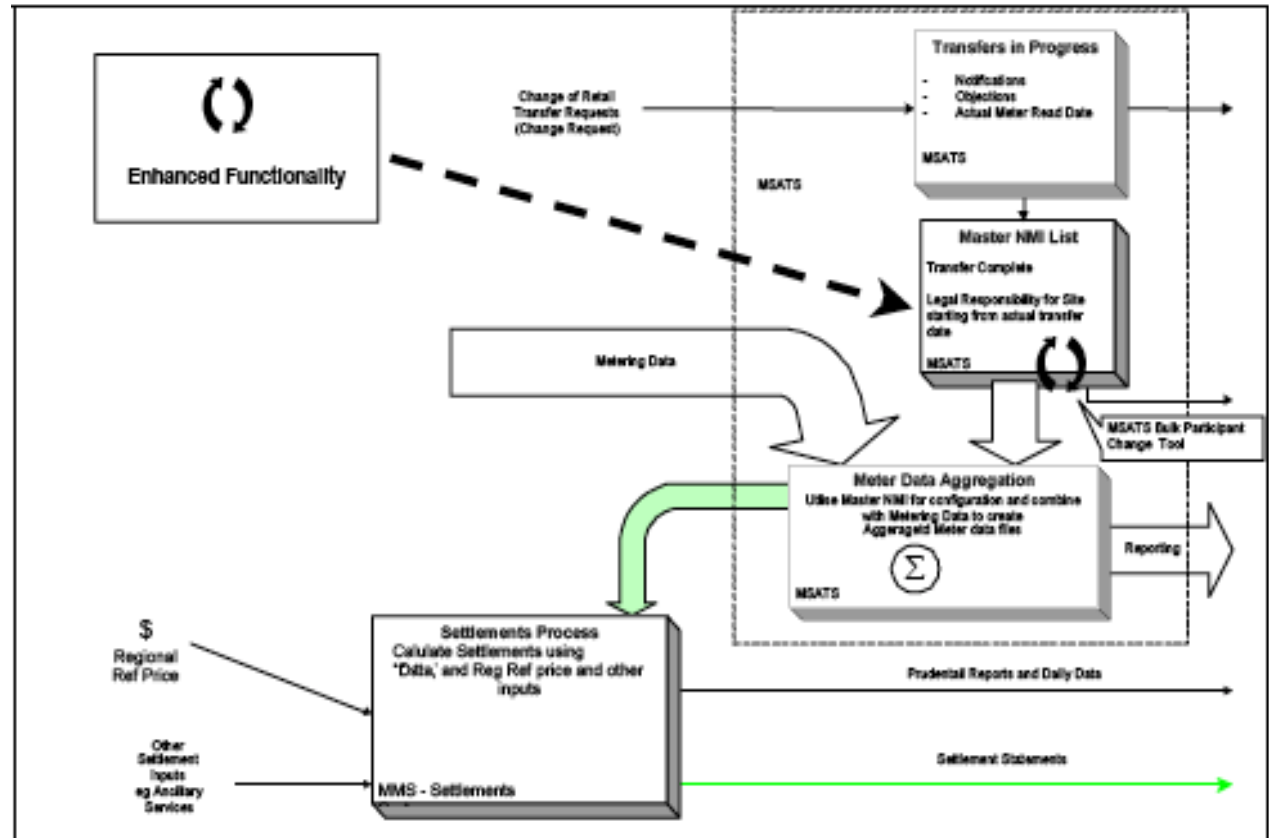 Enhanced Functionality
Change of Retail
Transfer Requests
(Change Request)
MSATS
Transfers in Progress
- Notifications
- Objections
- Actual Meter Read Date
MSATS
Master NMI List
Transfer Complete
Legal Responsibility for Site
starting from actual transfer
date
MSATS
MSATS Bulk Participant
Change Tool
Metering Data
Meter Data Aggregation
Utilise Master NMI for configuration and combine
with Metering Data to create
Aggerageld Meter data files
Σ
MSATS
Reporting
$
Regional
Ref Price
Other
Settlement
Inputs
eg Ancillary
Services
Settlements Process
Calulate Settlements using
and Reg Ref price and other
inputs
MMS - Settlements
Prudentail Reports and Daily Data
Settlement Statements